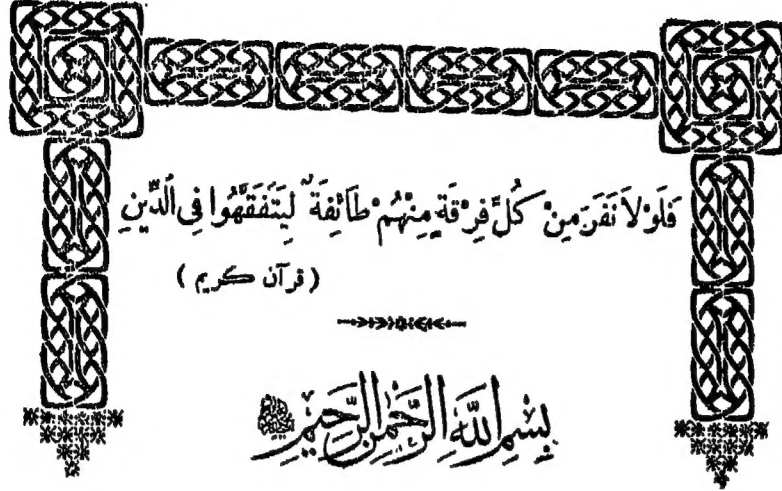 فَلَوْلَا نَفَرَ مِنْ كُلِّ فِرْقَةٍ مِنْهُمْ طَائِفَةٌ لِيَتَفَقَّهُوا فِي الدِّينِ
( قرآن كريم )
بِسْمِ اللَّهِ الرَّحْمٰنِ الرَّحِيمِ